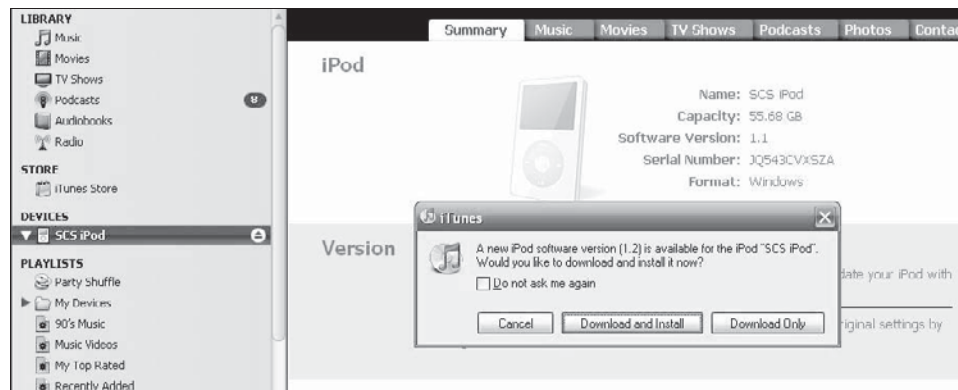 LIBRARY
Music
Movies
TV Shows
Podcasts 8
Audiobooks
Radio
STORE
iTunes Store
DEVICES
SCS iPod
PLAYLISTS
Party Shuffle
My Devices
90's Music
Music Videos
My Top Rated
Recently Added
Summary Music Movies TV Shows Podcasts Photos Contac
iPod
Name: SCS iPod
Capacity: 55.68 GB
Software Version: 1.1
Serial Number: JQ543CVXSZA
Format: Windows
Version
date your iPod with
riginal settings by
iTunes
A new iPod software version (1.2) is available for the iPod "SCS iPod".
Would you like to download and install it now?
Do not ask me again
Cancel Download and Install Download Only